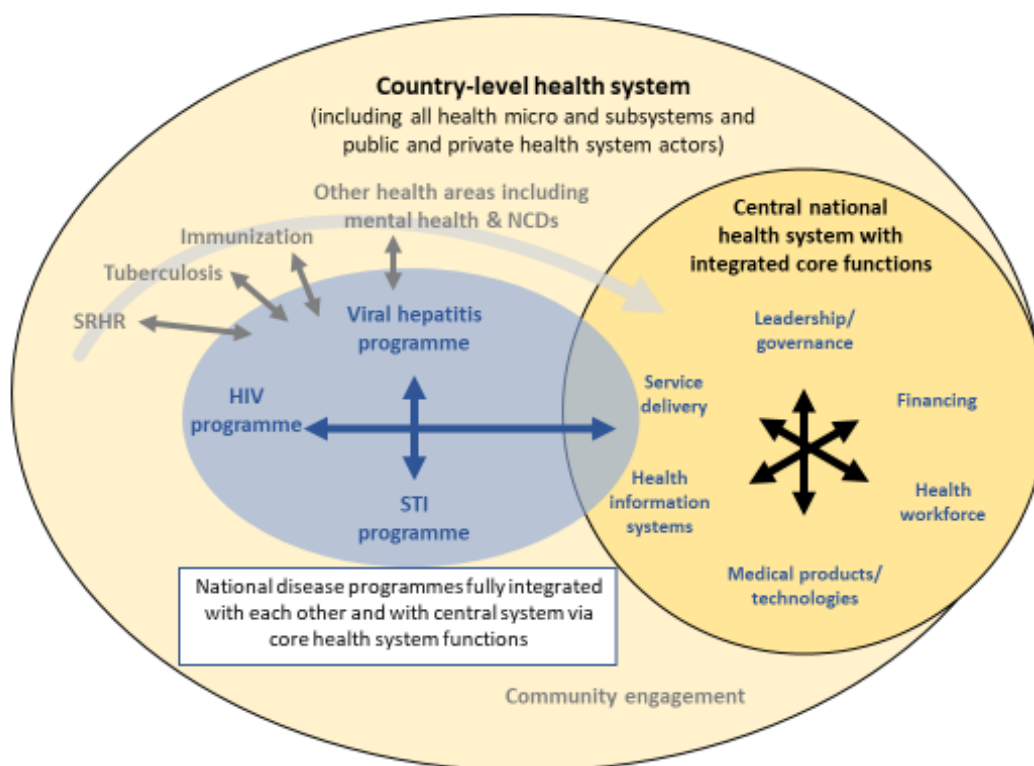 Country-level health system
(including all health micro and subsystems and
public and private health system actors)
Other health areas including
mental health & NCDs
Immunization
Tuberculosis
SRHR
Central national
health system with
integrated core functions
Viral hepatitis
programme
HIV
programme
STI
programme
Leadership/
governance
Service
delivery
Financing
Health
information
systems
Health
workforce
Medical products/
technologies
National disease programmes fully integrated
with each other and with central system via
core health system functions
Community engagement